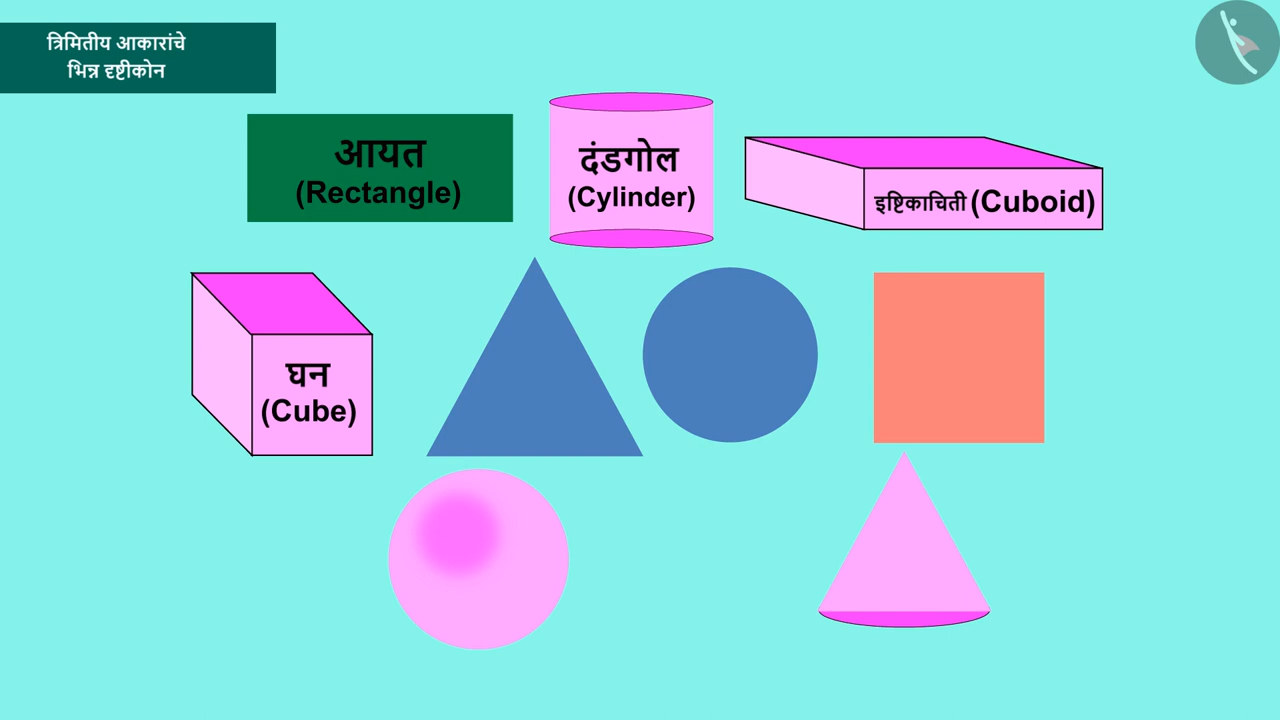 त्रिमितीय आकारांचे
भिन्न दृष्टीकोन
आयत
(Rectangle)
दंडगोल
(Cylinder)
इष्टिकाचिती (Cuboid)
घन
(Cube)